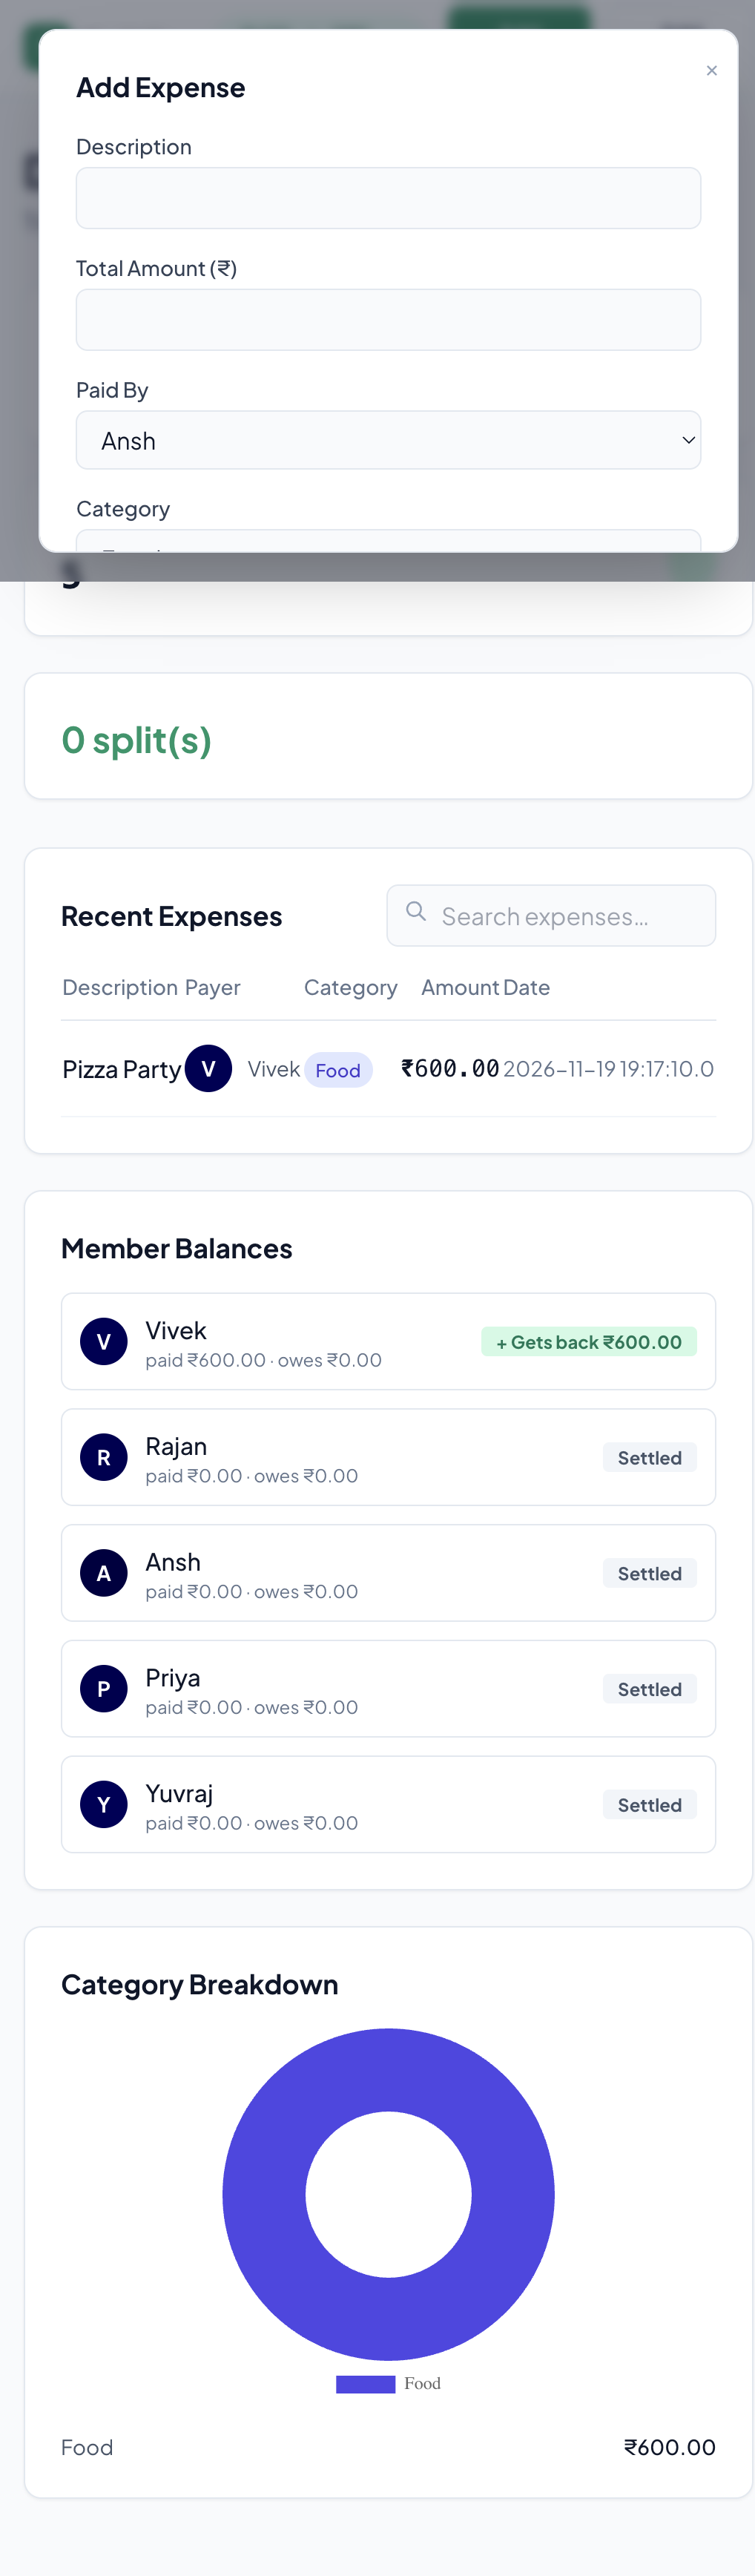 Add Expense
×
Description
Total Amount (₹)
Paid By
Ansh
Category
0 split(s)
Recent Expenses
Search expenses...
Description Payer Category Amount Date
Pizza Party V Vivek Food ₹600.00 2026-11-19 19:17:10.0
Member Balances
V
Vivek
+ Gets back ₹600.00
paid ₹600.00 · owes ₹0.00
R
Rajan
Settled
paid ₹0.00 · owes ₹0.00
A
Ansh
Settled
paid ₹0.00 · owes ₹0.00
P
Priya
Settled
paid ₹0.00 · owes ₹0.00
Y
Yuvraj
Settled
paid ₹0.00 · owes ₹0.00
Category Breakdown
Food
Food ₹600.00